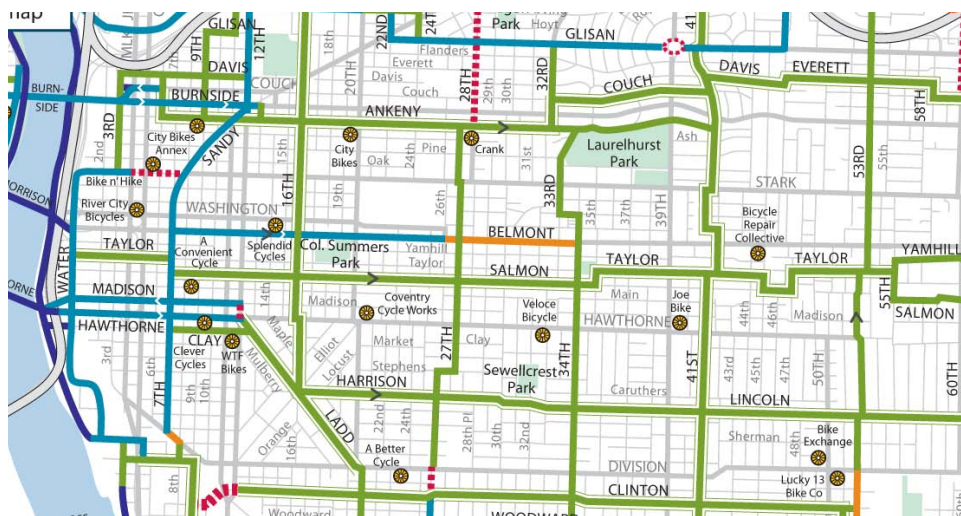 map
GLISAN
MLK
7th
9TH
12TH
18th
20TH
22ND
24TH
Park
Irving
Hoyt
GLISAN
41
Flanders
Everett
Davis
Couch
28TH
29th
30th
32RD
DAVIS
COUCH
COUCH
DAVIS
EVERETT
58TH
BURN-
SIDE
BURNSIDE
ANKENY
3RD
2nd
City Bikes
Annex
SANDY
15th
16TH
City
Bikes
Oak
24th
Pine
Crank
31st
33RD
Laurelhurst
Park
Ash
53RD
55th
Bike n' Hike
River City
Bicycles
WASHINGTON
19th
26th
35th
37th
39TH
STARK
MORRISON
WATER
TAYLOR
A
Convenient
Cycle
Splendid
Cycles
Col. Summers
Park
Yamhill
Taylor
BELMONT
SALMON
TAYLOR
Bicycle
Repair
Collective
TAYLOR
YAMHILL
MADISON
HAWTHORNE
14th
Madison
Coventry
Cycle Works
Veloce
Bicycle
Main
HAWTHORNE
Joe
Bike
44th
46th
Madison
55TH
SALMON
CLAY
Clever
Cycles
WTF
Bikes
3rd
6th
7TH
9th
10th
Maple
Mulberry
Elliot
Locust
Market
Stephens
27TH
Clay
Sewellcrest
Park
34TH
41ST
43rd
45th
47th
50TH
60TH
HARRISON
Caruthers
LINCOLN
LADD
Orange
16th
22nd
24th
28th Pl
30th
32nd
Sherman
48th
Bike
Exchange
A Better
Cycle
8th
DIVISION
Lucky 13
Bike Co
CLINTON
Woodward
WOODWARD